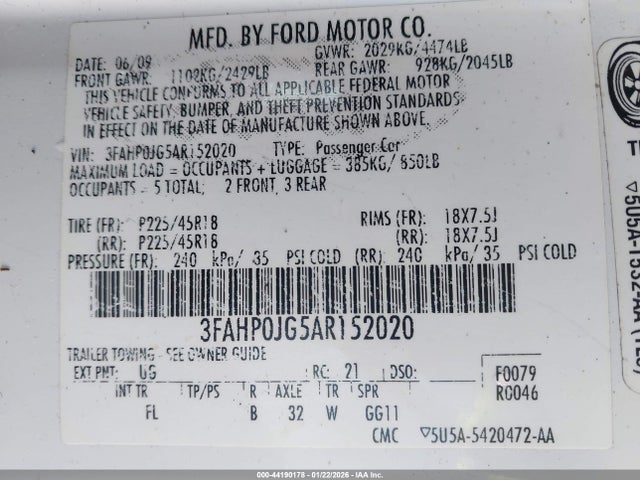 MFD. BY FORD MOTOR CO.
DATE: 06/09 GVWR: 2029KG/4474LB
FRONT GAWR: 1102KG/2429LB REAR GAWR: 928KG/2045LB
THIS VEHICLE CONFORMS TO ALL APPLICABLE FEDERAL MOTOR
VEHICLE SAFETY, BUMPER, AND THEFT PREVENTION STANDARDS
IN EFFECT ON THE DATE OF MANUFACTURE SHOWN ABOVE.
VIN: 3FAHP0JG5AR152020 TYPE: Passenger Car
MAXIMUM LOAD = OCCUPANTS + LUGGAGE = 385KG/ 850LB
OCCUPANTS = 5 TOTAL; 2 FRONT, 3 REAR
TIRE (FR): P225/45R18 RIMS (FR): 18X7.5J
(RR): P225/45R18 (RR): 18X7.5J
PRESSURE (FR): 240 kPa/ 35 PSI COLD (RR): 240 kPa/ 35 PSI COLD
3FAHP0JG5AR152020
TRAILER TOWING - SEE OWNER GUIDE
EXT PNT: UG RC: 21 DSO: F0079
RC046
INT TR TP/PS R AXLE TR SPR
FL B 32 W GG11
CMC ▽5U5A-5420472-AA
000-44190178 - 01/22/2026 - IAAI.COM